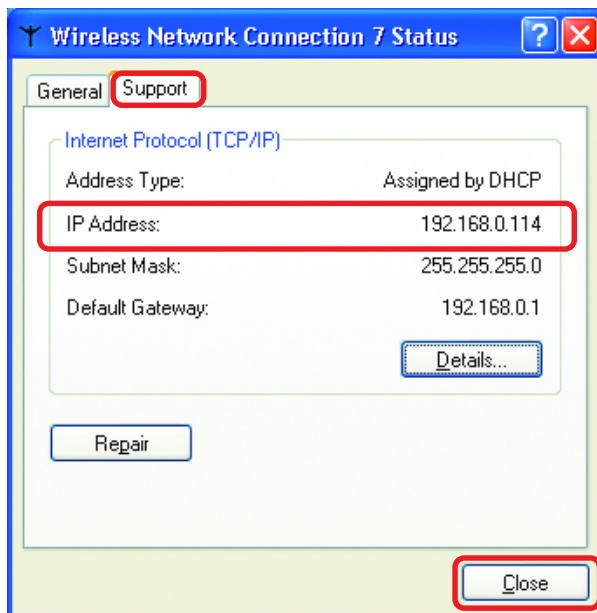 Wireless Network Connection 7 Status
General Support
Internet Protocol (TCP/IP)
Address Type: Assigned by DHCP
IP Address: 192.168.0.114
Subnet Mask: 255.255.255.0
Default Gateway: 192.168.0.1
Details...
Repair
Close